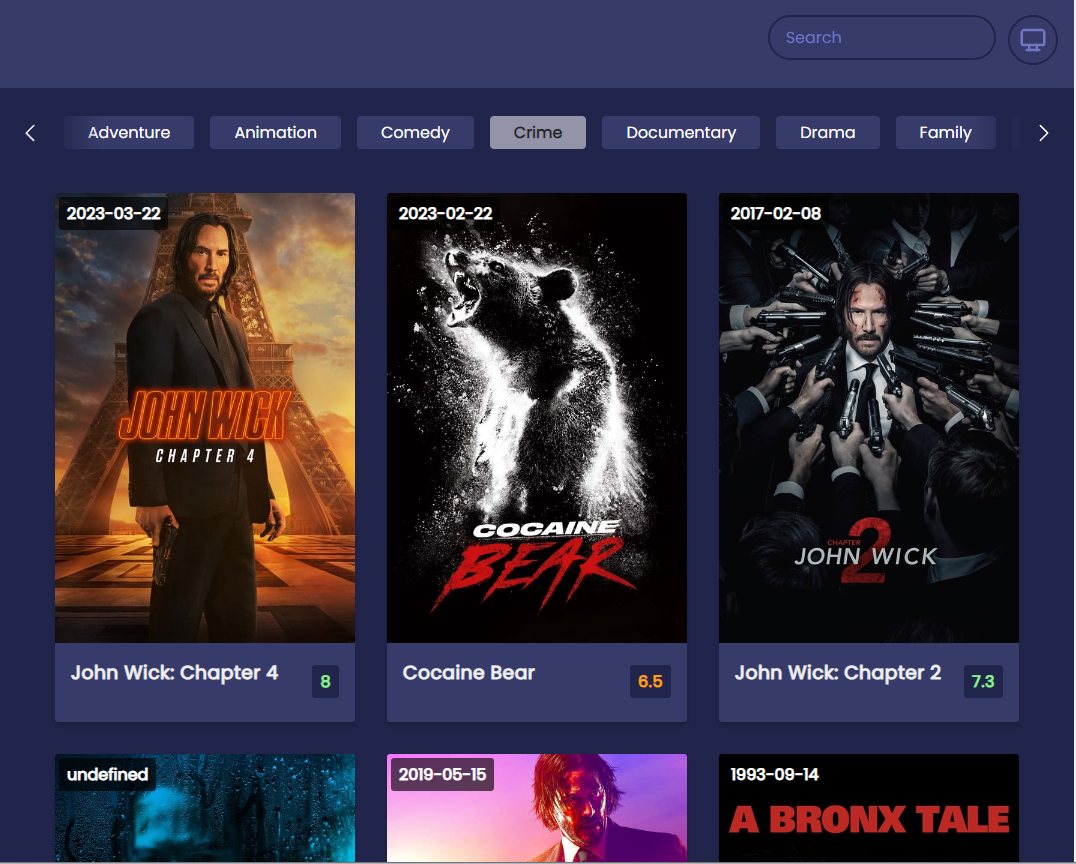 Search
Adventure
Animation
Comedy
Crime
Documentary
Drama
Family
2023-03-22
JOHN WICK
CHAPTER 4
John Wick: Chapter 4
8
2023-02-22
COCAINE
BEAR
Cocaine Bear
6.5
2017-02-08
CHAPTER
2
JOHN WICK
John Wick: Chapter 2
7.3
undefined
2019-05-15
1993-09-14
A BRONX TALE